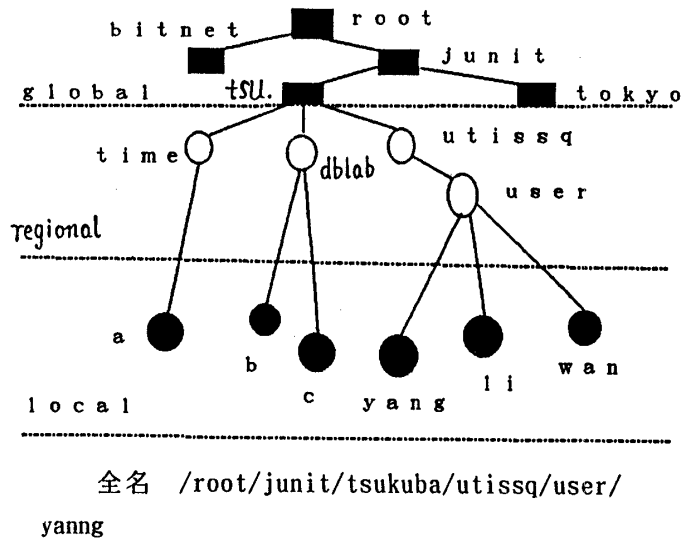 root
bitnet
junit
global
tsu.
tokyo
time
dblab
utissq
user
regional
a
b
c
yang
li
wan
local
全名 /root/junit/tsukuba/utissq/user/
yanng